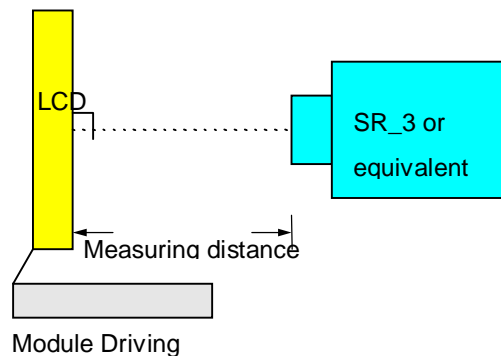 LCD
SR_3 or
equivalent
Measuring distance
Module Driving